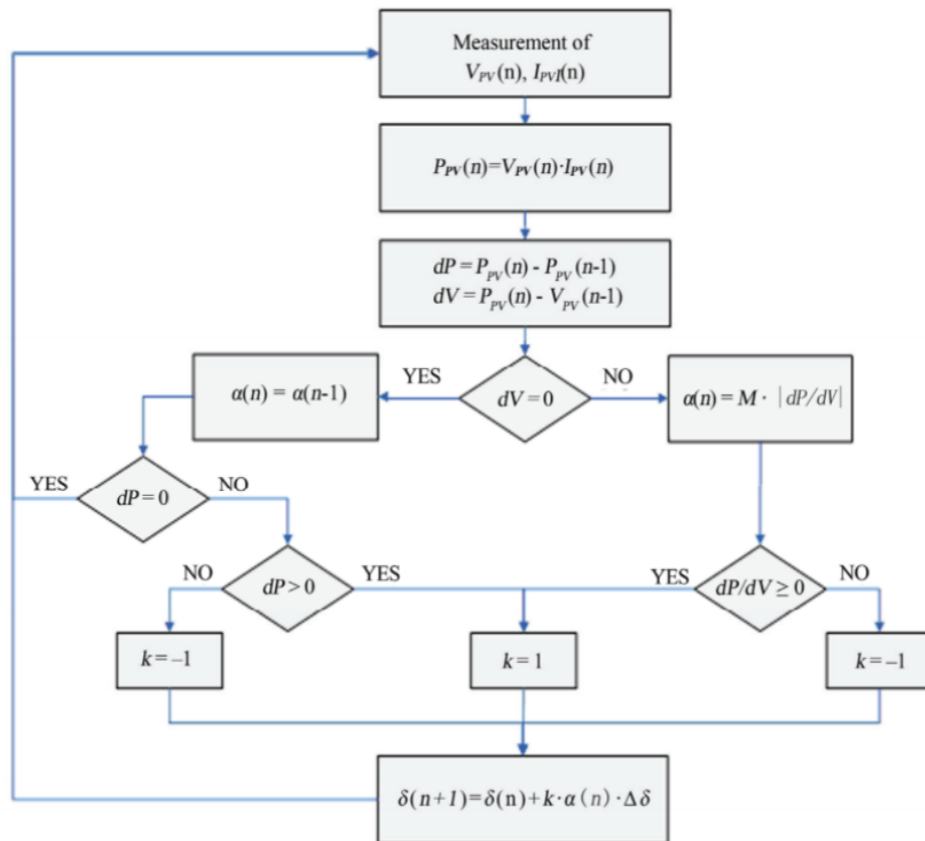 Measurement of
V_PV(n), I_PVI(n)
P_PV(n)=V_PV(n)·I_PV(n)
dP = P_PV(n) - P_PV(n-1)
dV = P_PV(n) - V_PV(n-1)
YES
dV = 0
NO
α(n) = α(n-1)
α(n) = M · |dP/dV|
YES
dP = 0
NO
NO
dP > 0
YES
YES
dP/dV ≥ 0
NO
k = –1
k = 1
k = –1
δ(n+1)=δ(n)+k·α(n)·Δδ